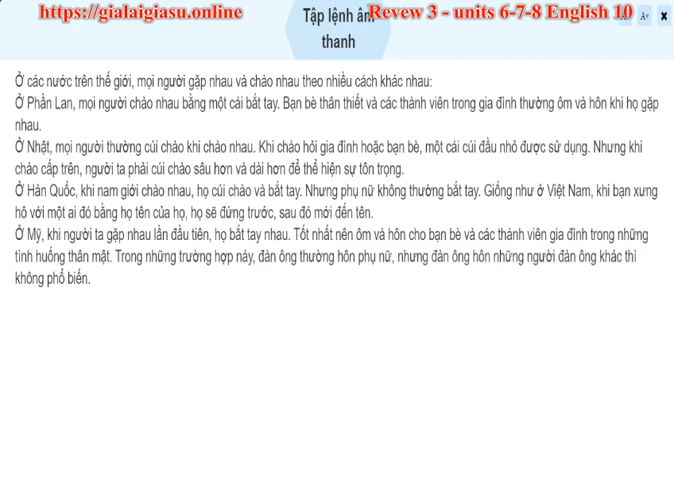 https://gialaigiasu.online
Tập lệnh âm
Revew 3 - units 6-7-8 English 10
thanh
Ở các nước trên thế giới, mọi người gặp nhau và chào nhau theo nhiều cách khác nhau:
Ở Phần Lan, mọi người chào nhau bằng một cái bắt tay. Bạn bè thân thiết và các thành viên trong gia đình thường ôm và hôn khi họ gặp
nhau.
Ở Nhật, mọi người thường cúi chào khi chào nhau. Khi chào hỏi gia đình hoặc bạn bè, một cái cúi đầu nhỏ được sử dụng. Nhưng khi
chào cấp trên, người ta phải cúi chào sâu hơn và dài hơn để thể hiện sự tôn trọng.
Ở Hàn Quốc, khi nam giới chào nhau, họ cúi chào và bắt tay. Nhưng phụ nữ không thường bắt tay. Giống như ở Việt Nam, khi bạn xưng
hô với một ai đó bằng họ tên của họ, họ sẽ đứng trước, sau đó mới đến tên.
Ở Mỹ, khi người ta gặp nhau lần đầu tiên, họ bắt tay nhau. Tốt nhất nên ôm và hôn cho bạn bè và các thành viên gia đình trong những
tình huống thân mật. Trong những trường hợp này, đàn ông thường hôn phụ nữ, nhưng đàn ông hôn những người đàn ông khác thì
không phổ biến.